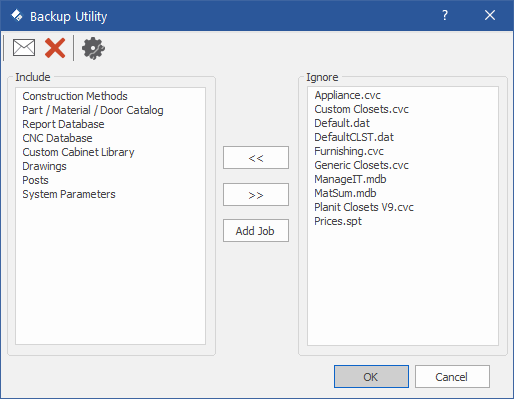 Backup Utility
?
Include
Construction Methods
Part / Material / Door Catalog
Report Database
CNC Database
Custom Cabinet Library
Drawings
Posts
System Parameters
<<
>>
Add Job
Ignore
Appliance.cvc
Custom Closets.cvc
Default.dat
DefaultCLST.dat
Furnishing.cvc
Generic Closets.cvc
ManageIT.mdb
MatSum.mdb
Planit Closets V9.cvc
Prices.spt
OK
Cancel